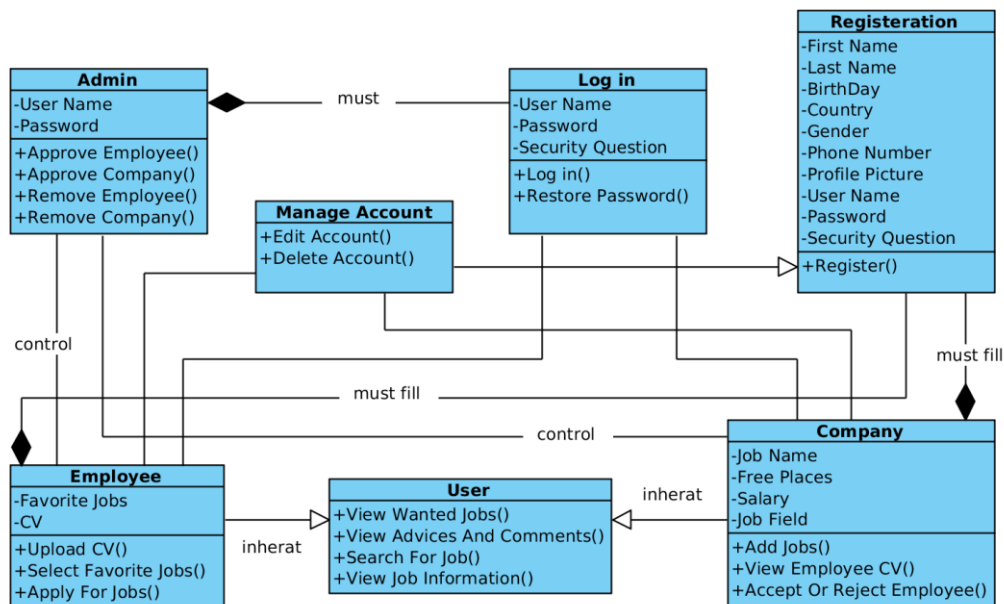 Registeration
-First Name
-Last Name
-BirthDay
-Country
-Gender
-Phone Number
-Profile Picture
-User Name
-Password
-Security Question
+Register()
Admin
-User Name
-Password
+Approve Employee()
+Approve Company()
+Remove Employee()
+Remove Company()
must
Log in
-User Name
-Password
-Security Question
+Log in()
+Restore Password()
Manage Account
+Edit Account()
+Delete Account()
control
must fill
must fill
control
Employee
-Favorite Jobs
-CV
+Upload CV()
+Select Favorite Jobs()
+Apply For Jobs()
inherat
User
+View Wanted Jobs()
+View Advices And Comments()
+Search For Job()
+View Job Information()
inherat
Company
-Job Name
-Free Places
-Salary
-Job Field
+Add Jobs()
+View Employee CV()
+Accept Or Reject Employee()